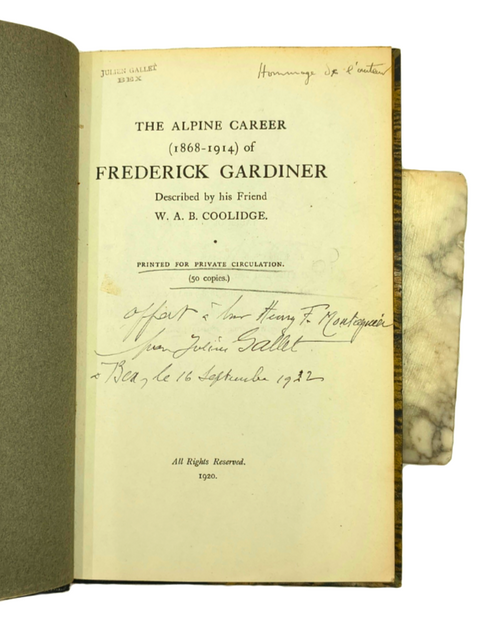 JULIEN GALLET
BEX
Hommage de l'auteur
THE ALPINE CAREER
(1868-1914) of
FREDERICK GARDINER
Described by his Friend
W. A. B. COOLIDGE.
PRINTED FOR PRIVATE CIRCULATION.
(50 copies.)
offert à Henry F. Montagnier
par Julien Gallet
à Bex, le 16 Septembre 1922
All Rights Reserved.
1920.